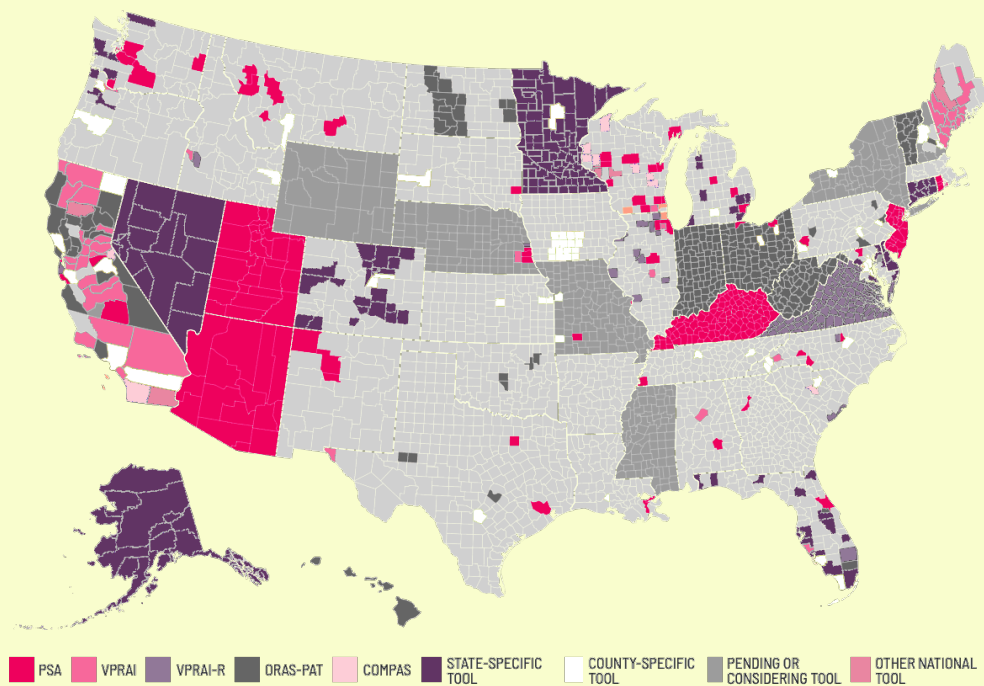 PSA
VPRAI
VPRAI-R
ORAS-PAT
COMPAS
STATE-SPECIFIC
TOOL
COUNTY-SPECIFIC
TOOL
PENDING OR
CONSIDERING TOOL
OTHER NATIONAL
TOOL